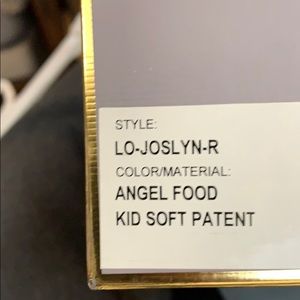 STYLE:
LO-JOSLYN-R
COLOR/MATERIAL:
ANGEL FOOD
KID SOFT PATENT